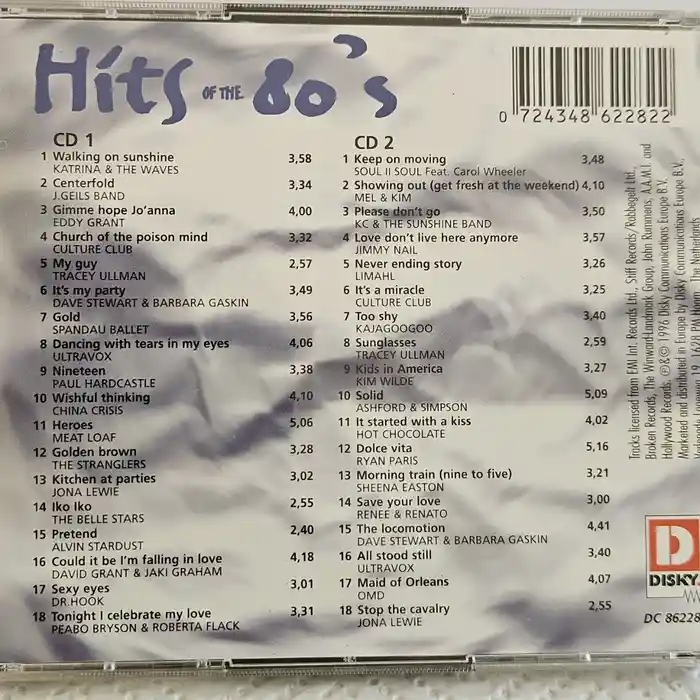 Hits OF THE 80's
0 724348 622822
CD 1
1 Walking on sunshine 3,58
KATRINA & THE WAVES
2 Centerfold 3,34
J.GEILS BAND
3 Gimme hope Jo'anna 4,00
EDDY GRANT
4 Church of the poison mind 3,32
CULTURE CLUB
5 My guy 2,57
TRACEY ULLMAN
6 It's my party 3,49
DAVE STEWART & BARBARA GASKIN
7 Gold 3,56
SPANDAU BALLET
8 Dancing with tears in my eyes 4,06
ULTRAVOX
9 Nineteen 3,38
PAUL HARDCASTLE
10 Wishful thinking 4,10
CHINA CRISIS
11 Heroes 5,06
MEAT LOAF
12 Golden brown 3,28
THE STRANGLERS
13 Kitchen at parties 3,02
JONA LEWIE
14 Iko Iko 2,55
THE BELLE STARS
15 Pretend 2,40
ALVIN STARDUST
16 Could it be I'm falling in love 4,18
DAVID GRANT & JAKI GRAHAM
17 Sexy eyes 3,01
DR.HOOK
18 Tonight I celebrate my love 3,31
PEABO BRYSON & ROBERTA FLACK
CD 2
1 Keep on moving 3,48
SOUL II SOUL Feat. Carol Wheeler
2 Showing out (get fresh at the weekend) 4,10
MEL & KIM
3 Please don't go 3,50
KC & THE SUNSHINE BAND
4 Love don't live here anymore 3,57
JIMMY NAIL
5 Never ending story 3,26
LIMAHL
6 It's a miracle 3,25
CULTURE CLUB
7 Too shy 3,40
KAJAGOOGOO
8 Sunglasses 2,59
TRACEY ULLMAN
9 Kids in America 3,27
KIM WILDE
10 Solid 5,09
ASHFORD & SIMPSON
11 It started with a kiss 4,02
HOT CHOCOLATE
12 Dolce vita 5,16
RYAN PARIS
13 Morning train (nine to five) 3,21
SHEENA EASTON
14 Save your love 3,00
RENEE & RENATO
15 The locomotion 4,41
DAVE STEWART & BARBARA GASKIN
16 All stood still 3,40
ULTRAVOX
17 Maid of Orleans 4,07
OMD
18 Stop the cavalry 2,55
JONA LEWIE
Tracks licensed from EMI Int. Records Ltd., Stiff Records/Robbegelt Ltd.,
Broken Records, The Winward-Landmark Group, John Rummens, A.A.M.I. and
Hollywood Records. ℗&© 1996 Disky Communications Europe B.V.
Marketed and distributed in Europe by Disky Communications Europe B.V.,
19, 1628 Hoorn, The Netherlands
D
DISKY
DC 86228